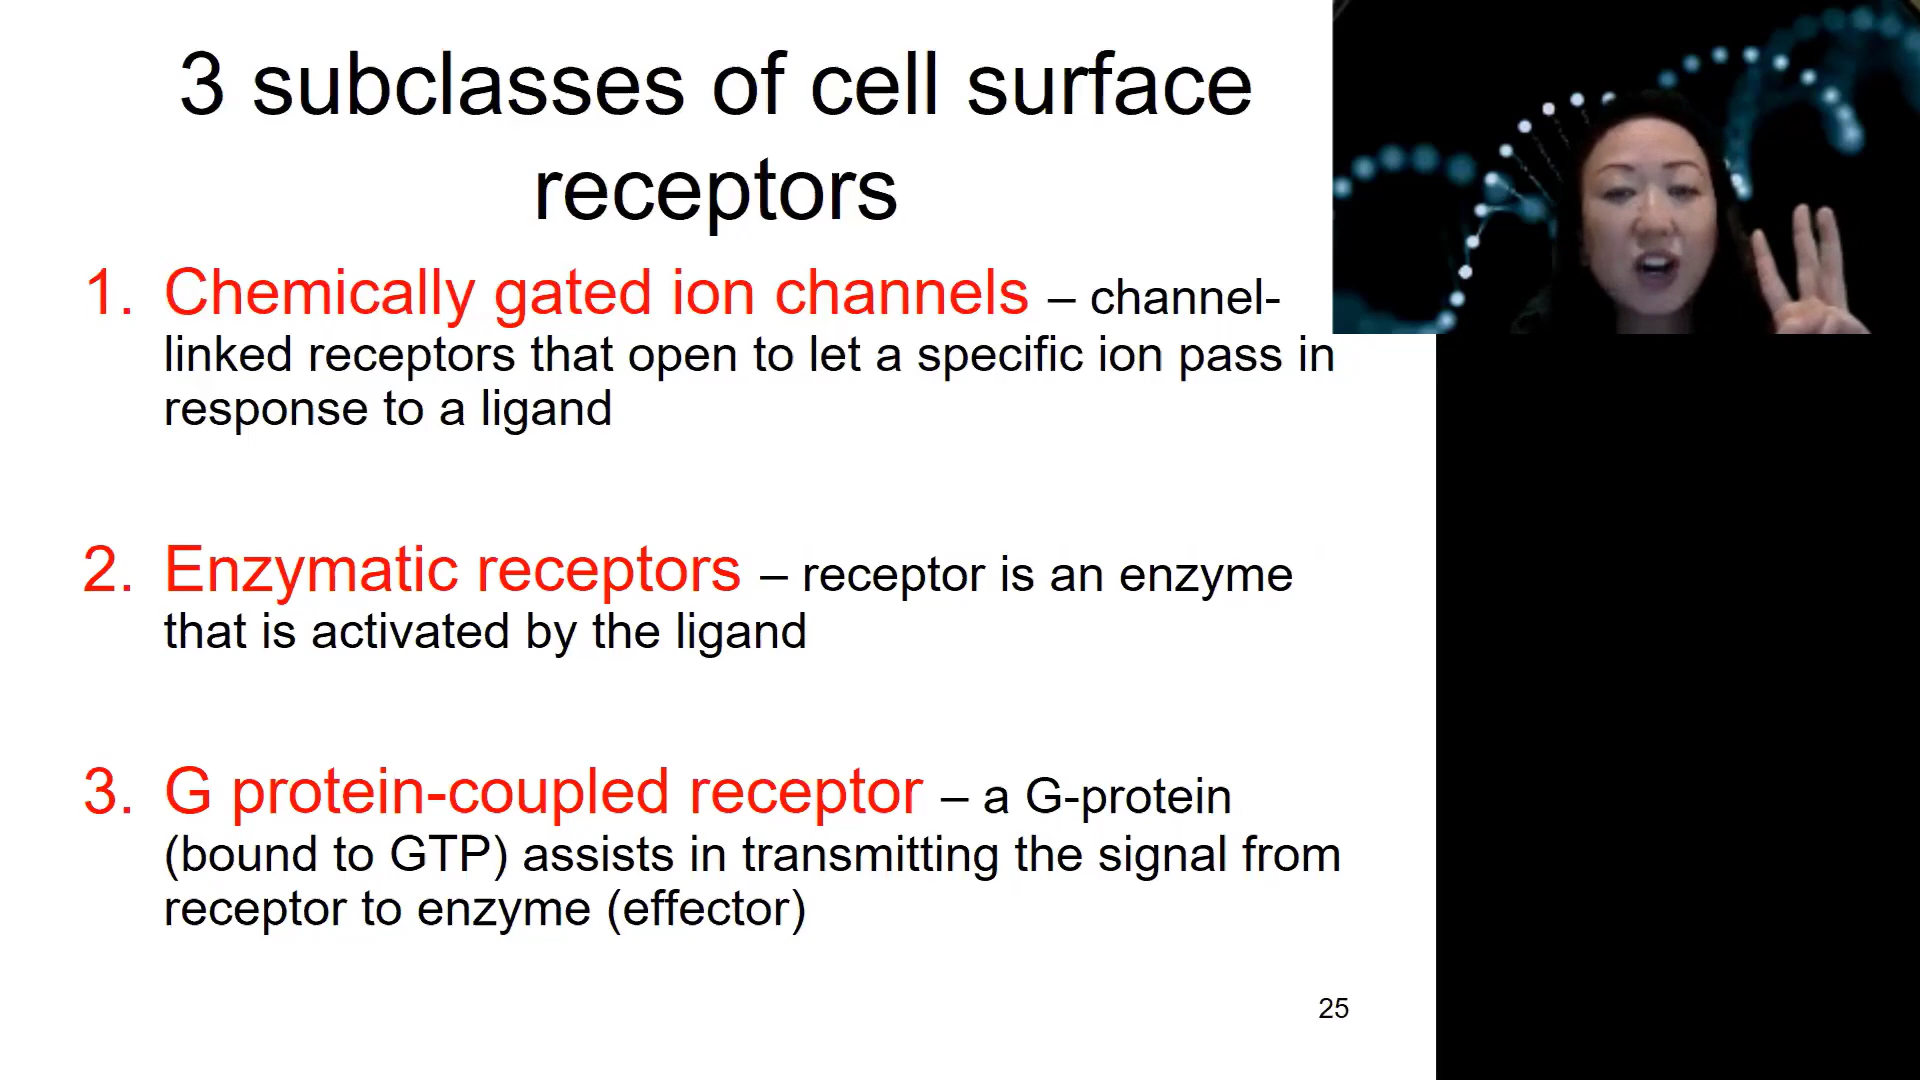 3 subclasses of cell surface
receptors
1. Chemically gated ion channels – channel-
linked receptors that open to let a specific ion pass in
response to a ligand
2. Enzymatic receptors – receptor is an enzyme
that is activated by the ligand
3. G protein-coupled receptor – a G-protein
(bound to GTP) assists in transmitting the signal from
receptor to enzyme (effector)
25